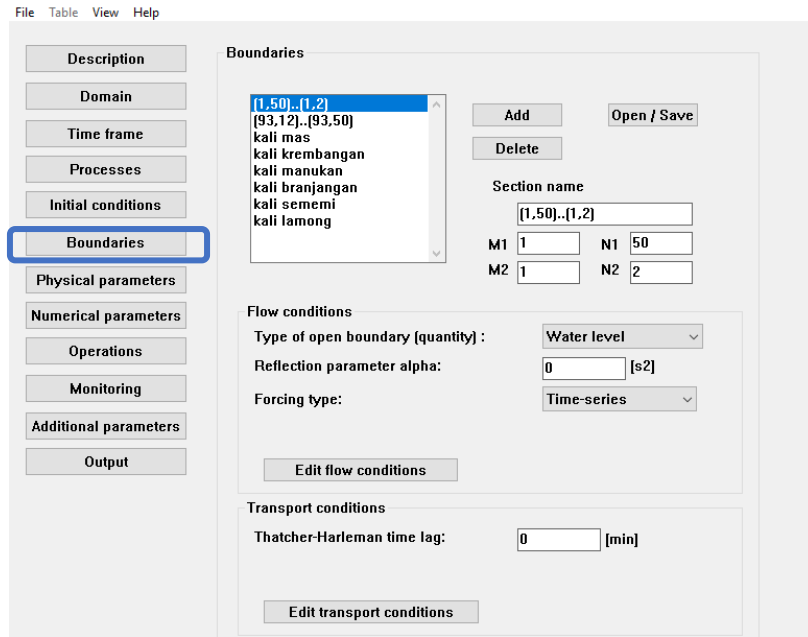 File Table View Help
Description
Domain
Time frame
Processes
Initial conditions
Boundaries
Physical parameters
Numerical parameters
Operations
Monitoring
Additional parameters
Output
Boundaries
(1,50)..(1,2)
(93,12)..(93,50)
kali mas
kali krembangan
kali manukan
kali branjangan
kali sememi
kali lamong
Add
Open / Save
Delete
Section name
(1,50)..(1,2)
M1 1 N1 50
M2 1 N2 2
Flow conditions
Type of open boundary (quantity) : Water level
Reflection parameter alpha: 0 [s2]
Forcing type: Time-series
Edit flow conditions
Transport conditions
Thatcher-Harleman time lag: 0 [min]
Edit transport conditions